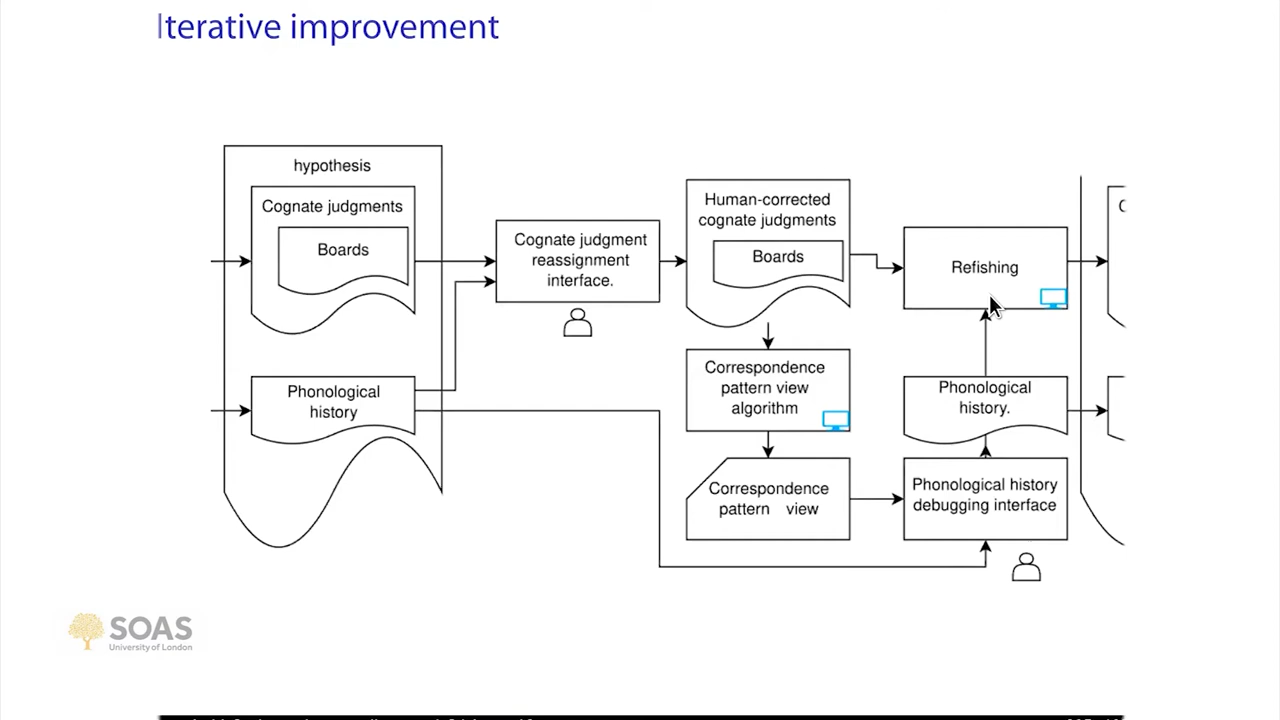 Iterative improvement
hypothesis
Cognate judgments
Boards
Phonological
history
Cognate judgment
reassignment
interface.
Human-corrected
cognate judgments
Boards
Correspondence
pattern view
algorithm
Correspondence
pattern view
Refishing
Phonological
history.
Phonological history
debugging interface
SOAS
University of London